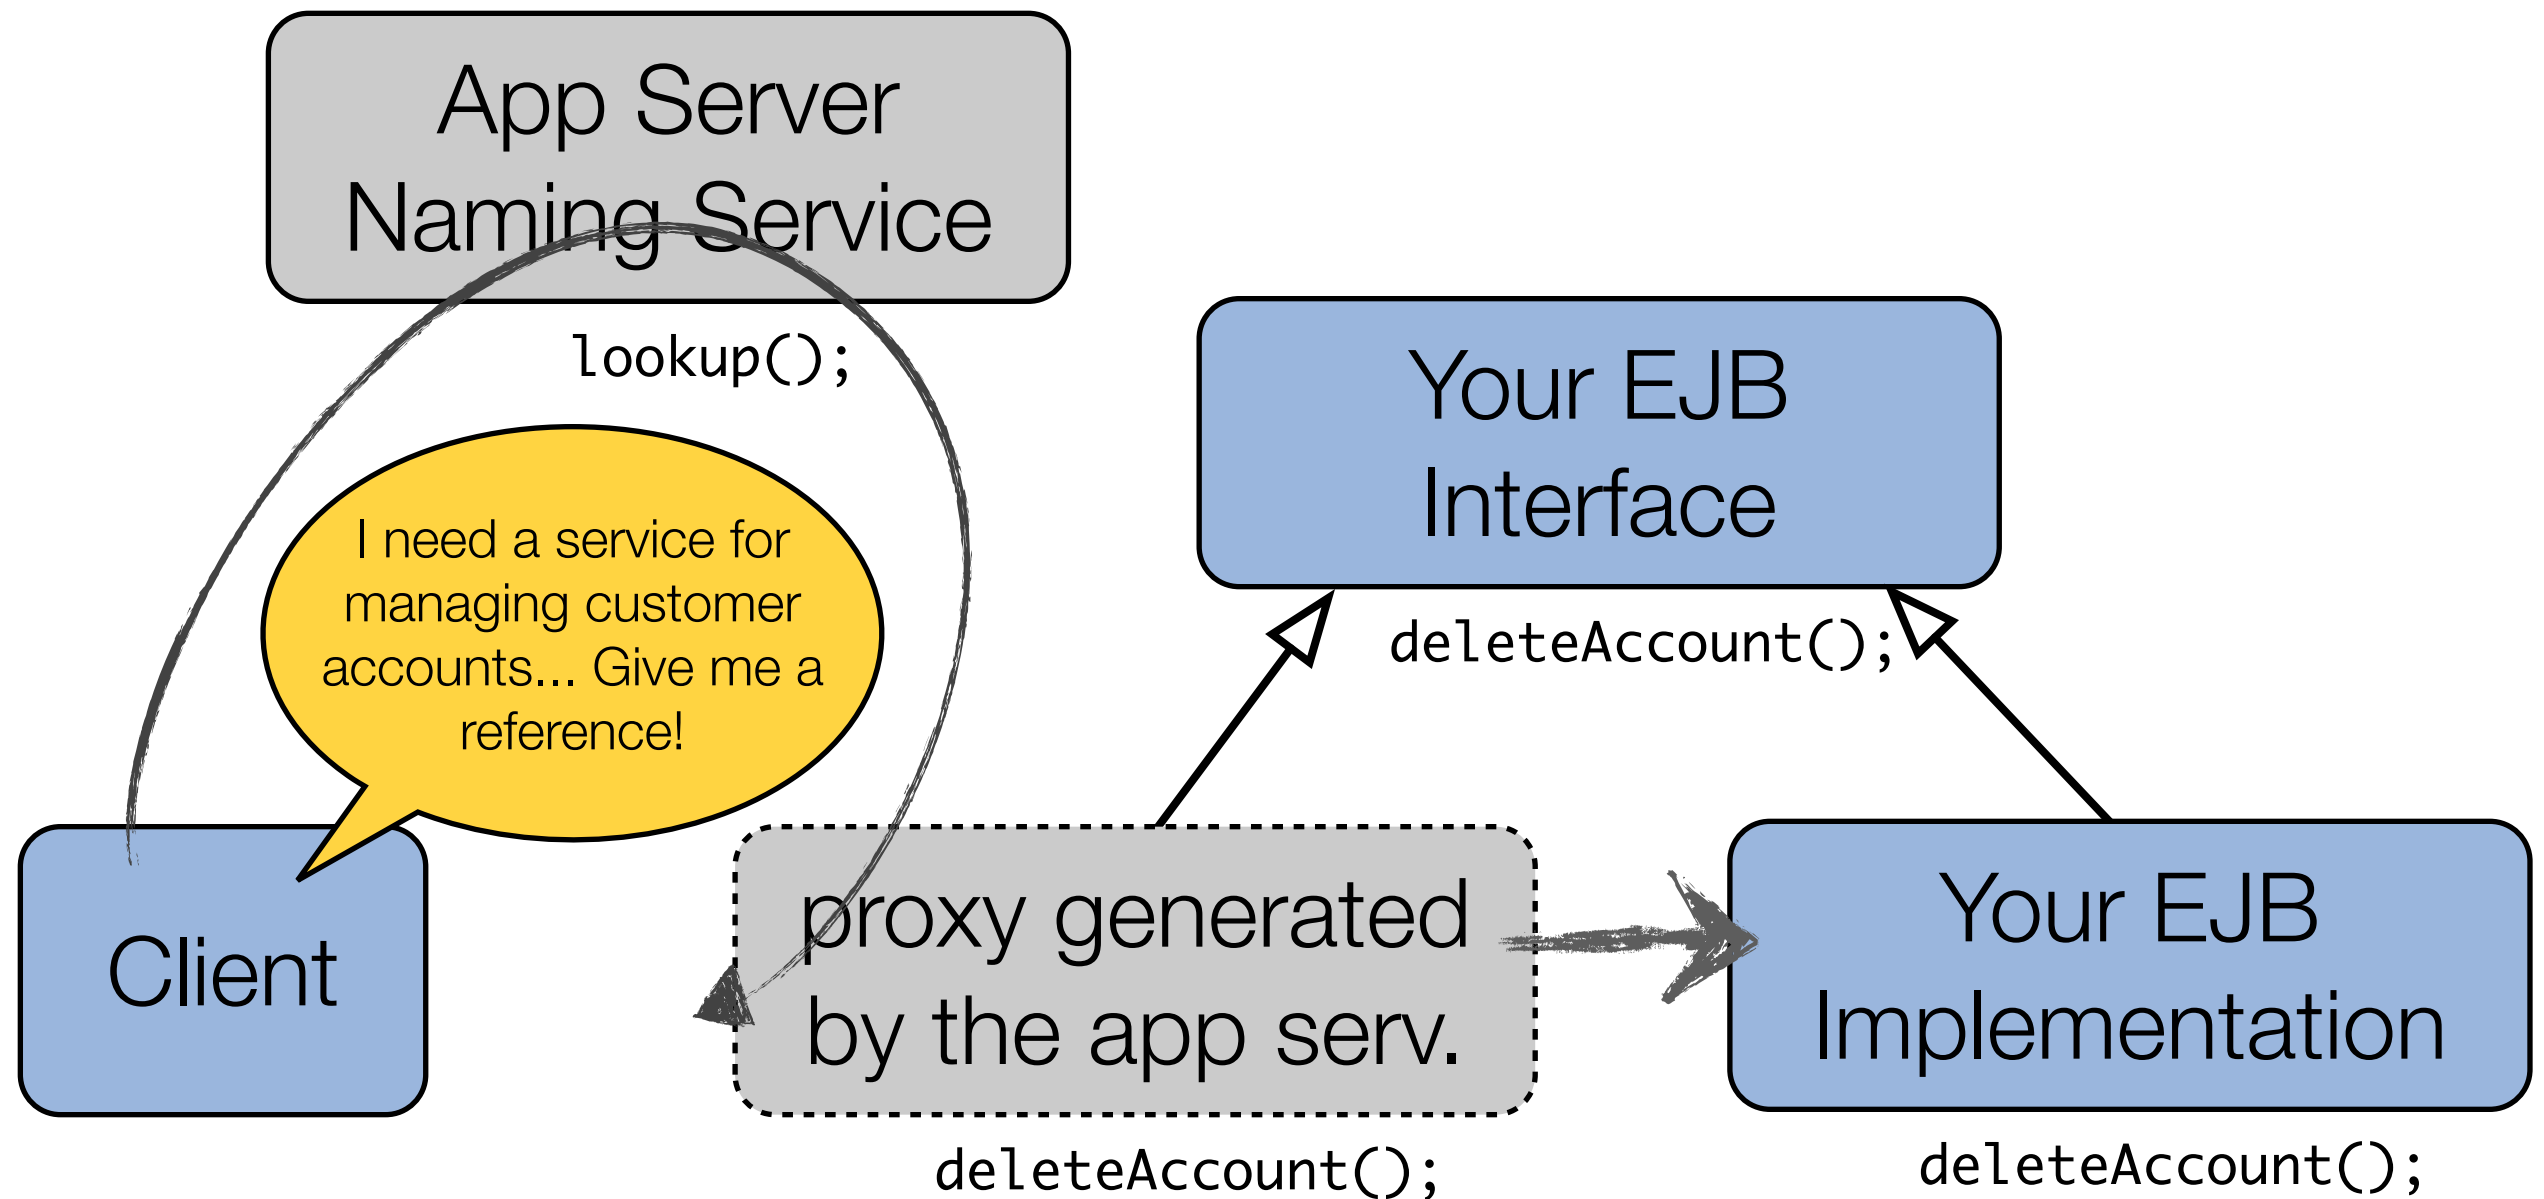 App Server
Naming Service
lookup();
I need a service for
managing customer
accounts... Give me a
reference!
Client
Your EJB
Interface
deleteAccount();
proxy generated
by the app serv.
deleteAccount();
Your EJB
Implementation
deleteAccount();